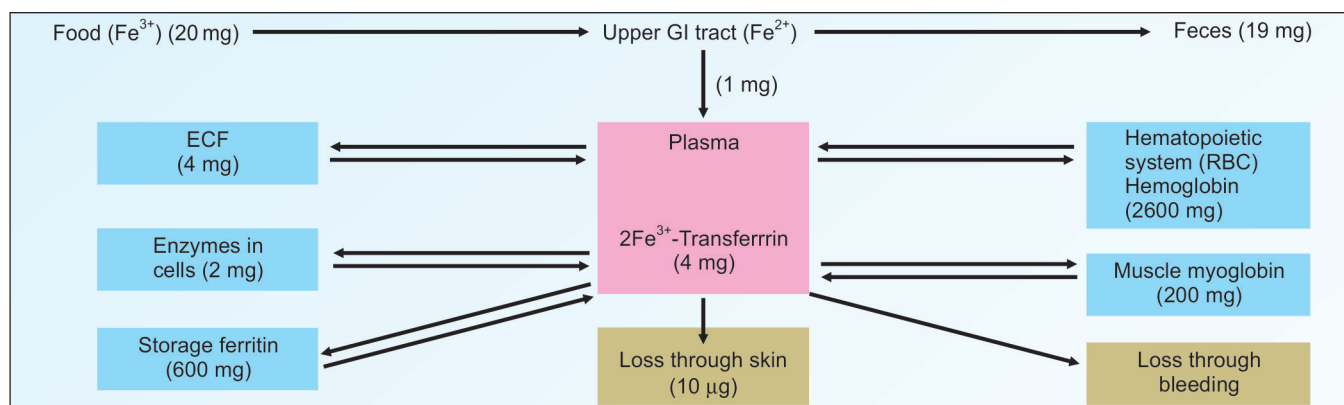 Food (Fe³⁺) (20 mg)
Upper GI tract (Fe²⁺)
Feces (19 mg)
(1 mg)
ECF
(4 mg)
Plasma
Hematopoietic
system (RBC)
Hemoglobin
(2600 mg)
Enzymes in
cells (2 mg)
2Fe³⁺-Transferrrin
(4 mg)
Muscle myoglobin
(200 mg)
Storage ferritin
(600 mg)
Loss through skin
(10 μg)
Loss through
bleeding